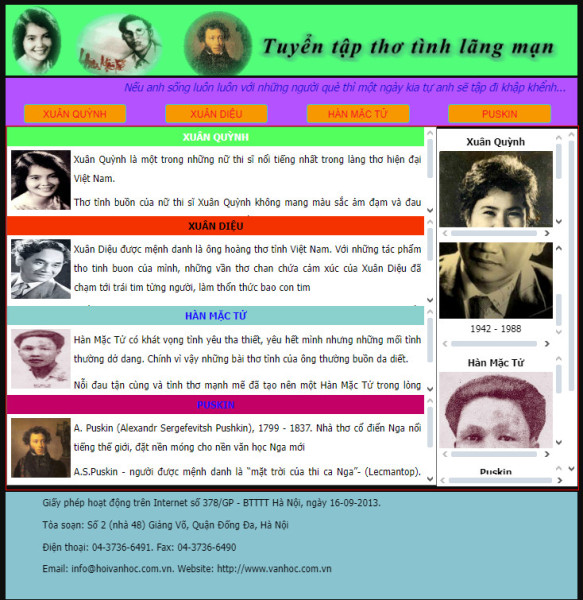 Tuyển tập thơ tình lãng mạn
Nếu anh sống luôn luôn với những người què thì một ngày kia tự anh sẽ tập đi khập khểnh...
XUÂN QUỲNH
XUÂN DIỆU
HÀN MẶC TỬ
PUSKIN
XUÂN QUỲNH
Xuân Quỳnh là một trong những nữ thi sĩ nổi tiếng nhất trong làng thơ hiện đại
Việt Nam.
Thơ tình buồn của nữ thi sĩ Xuân Quỳnh không mang màu sắc ảm đạm và đau
XUÂN DIỆU
Xuân Diệu được mệnh danh là ông hoàng thơ tình Việt Nam. Với những tác phẩm
tho tinh buon của mình, những vần thơ chan chứa cảm xúc của Xuân Diệu đã
chạm tới trái tim từng người, làm thổn thức bao con tim
HÀN MẶC TỬ
Hàn Mặc Tử có khát vọng tình yêu tha thiết, yêu hết mình nhưng những mối tình
thường dở dang. Chính vì vậy những bài thơ tình của ông thường buồn da diết.
Nỗi đau tận cùng và tình thơ mạnh mẽ đã tạo nên một Hàn Mặc Tử trong lòng
PUSKIN
A. Puskin (Alexandr Sergefevitsh Pushkin), 1799 - 1837. Nhà thơ cổ điển Nga nổi
tiếng thế giới, đặt nền móng cho nền văn học Nga mới
A.S.Puskin - người được mệnh danh là "mặt trời của thi ca Nga"- (Lecmantop).
Xuân Quỳnh
1942 - 1988
Hàn Mặc Tử
Puskin
Giấy phép hoạt động trên Internet số 378/GP - BTTTT Hà Nội, ngày 16-09-2013.
Tòa soạn: Số 2 (nhà 48) Giảng Võ, Quận Đống Đa, Hà Nội
Điện thoại: 04-3736-6491. Fax: 04-3736-6490
Email: info@hoivanhoc.com.vn. Website: http://www.vanhoc.com.vn